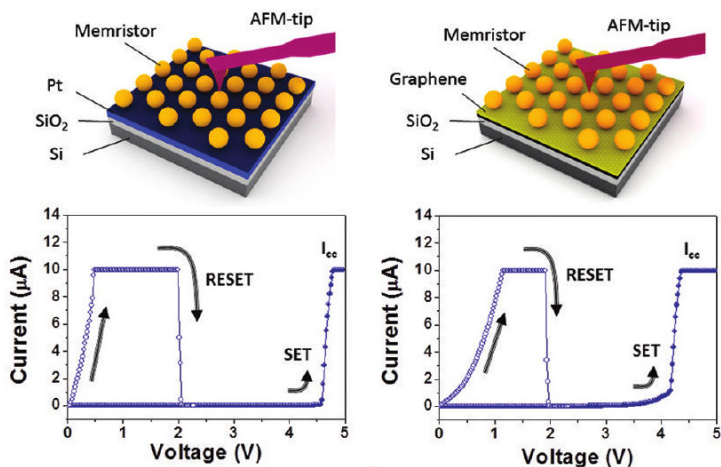 AFM-tip
Memristor
Pt
SiO₂
Si
AFM-tip
Memristor
Graphene
SiO₂
Si
Current (μA)
14
12
10
8
6
4
2
0
RESET
SET
I_cc
0 1 2 3 4 5
Voltage (V)
Current (μA)
14
12
10
8
6
4
2
0
RESET
SET
I_cc
0 1 2 3 4 5
Voltage (V)